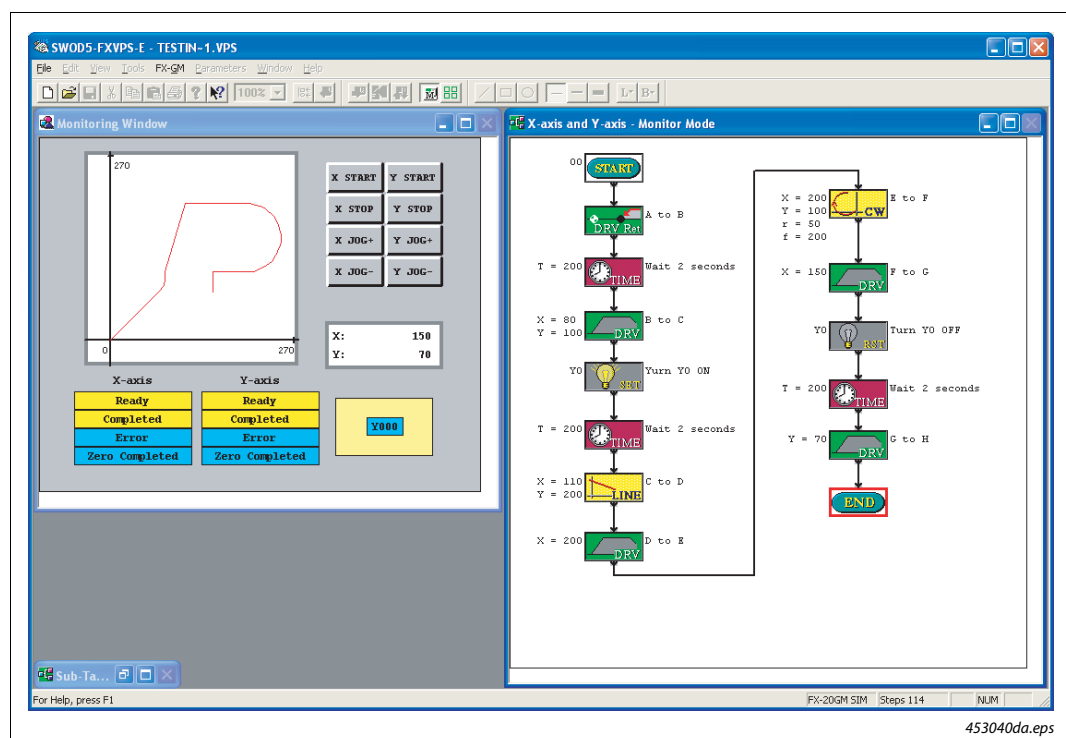 SWOD5-FXVPS-E - TESTIN~1.VPS
File Edit View Tools FX-GM Parameters Window Help
100%
L B
Monitoring Window
270
0
270
X START Y START
X STOP Y STOP
X JOG+ Y JOG+
X JOG- Y JOG-
X: 150
Y: 70
X-axis Y-axis
Ready Ready
Completed Completed
Error Error
Zero Completed Zero Completed
Y000
X-axis and Y-axis - Monitor Mode
00 START
DRV Ret A to B
T = 200 TIME Wait 2 seconds
X = 80
Y = 100 DRV B to C
Y0 SET Yurn Y0 ON
T = 200 TIME Wait 2 seconds
X = 110
Y = 200 LINE C to D
X = 200 DRV D to E
X = 200
Y = 100
r = 50
f = 200
CW E to F
X = 150 DRV F to G
Y0 RST Turn Y0 OFF
T = 200 TIME Wait 2 seconds
Y = 70 DRV G to H
END
Sub-Ta...
For Help, press F1
FX-20GM SIM Steps 114 NUM
453040da.eps